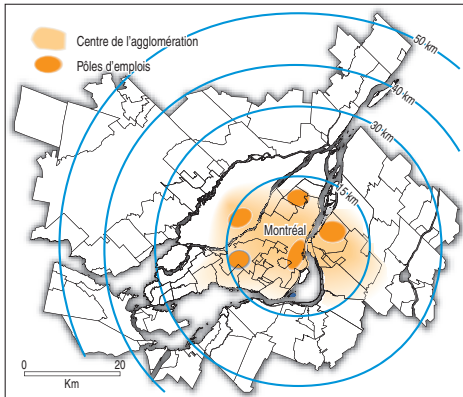 Centre de l'agglomération
Pôles d'emplois
50 km
40 km
30 km
15 km
Montréal
0 20
Km